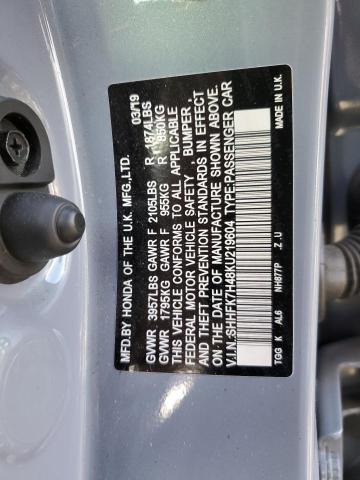 MFD.BY HONDA OF THE U.K. MFG.,LTD. 03/19
GVWR 3957LBS GAWR F 2105LBS R 1874LBS
GVWR 1795KG GAWR F 955KG R 850KG
THIS VEHICLE CONFORMS TO ALL APPLICABLE
FEDERAL MOTOR VEHICLE SAFETY , BUMPER ,
AND THEFT PREVENTION STANDARDS IN EFFECT
ON THE DATE OF MANUFACTURE SHOWN ABOVE.
V.I.N.:SHHFK7H48KU219604 TYPE:PASSENGER CAR
TGG K AL6 NH877P .Z .U MADE IN U.K.